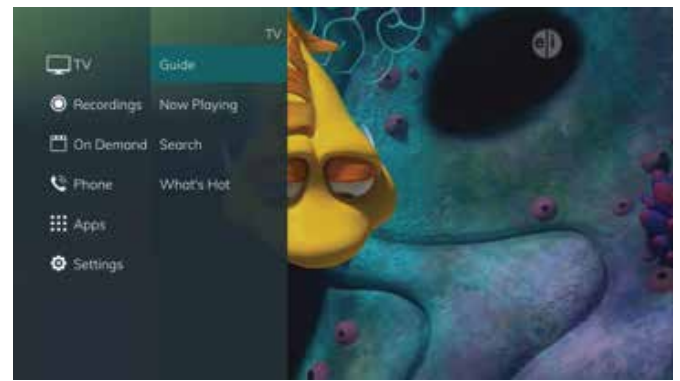 TV
TV
Guide
Recordings
Now Playing
On Demand
Search
Phone
What's Hot
Apps
Settings
e/i